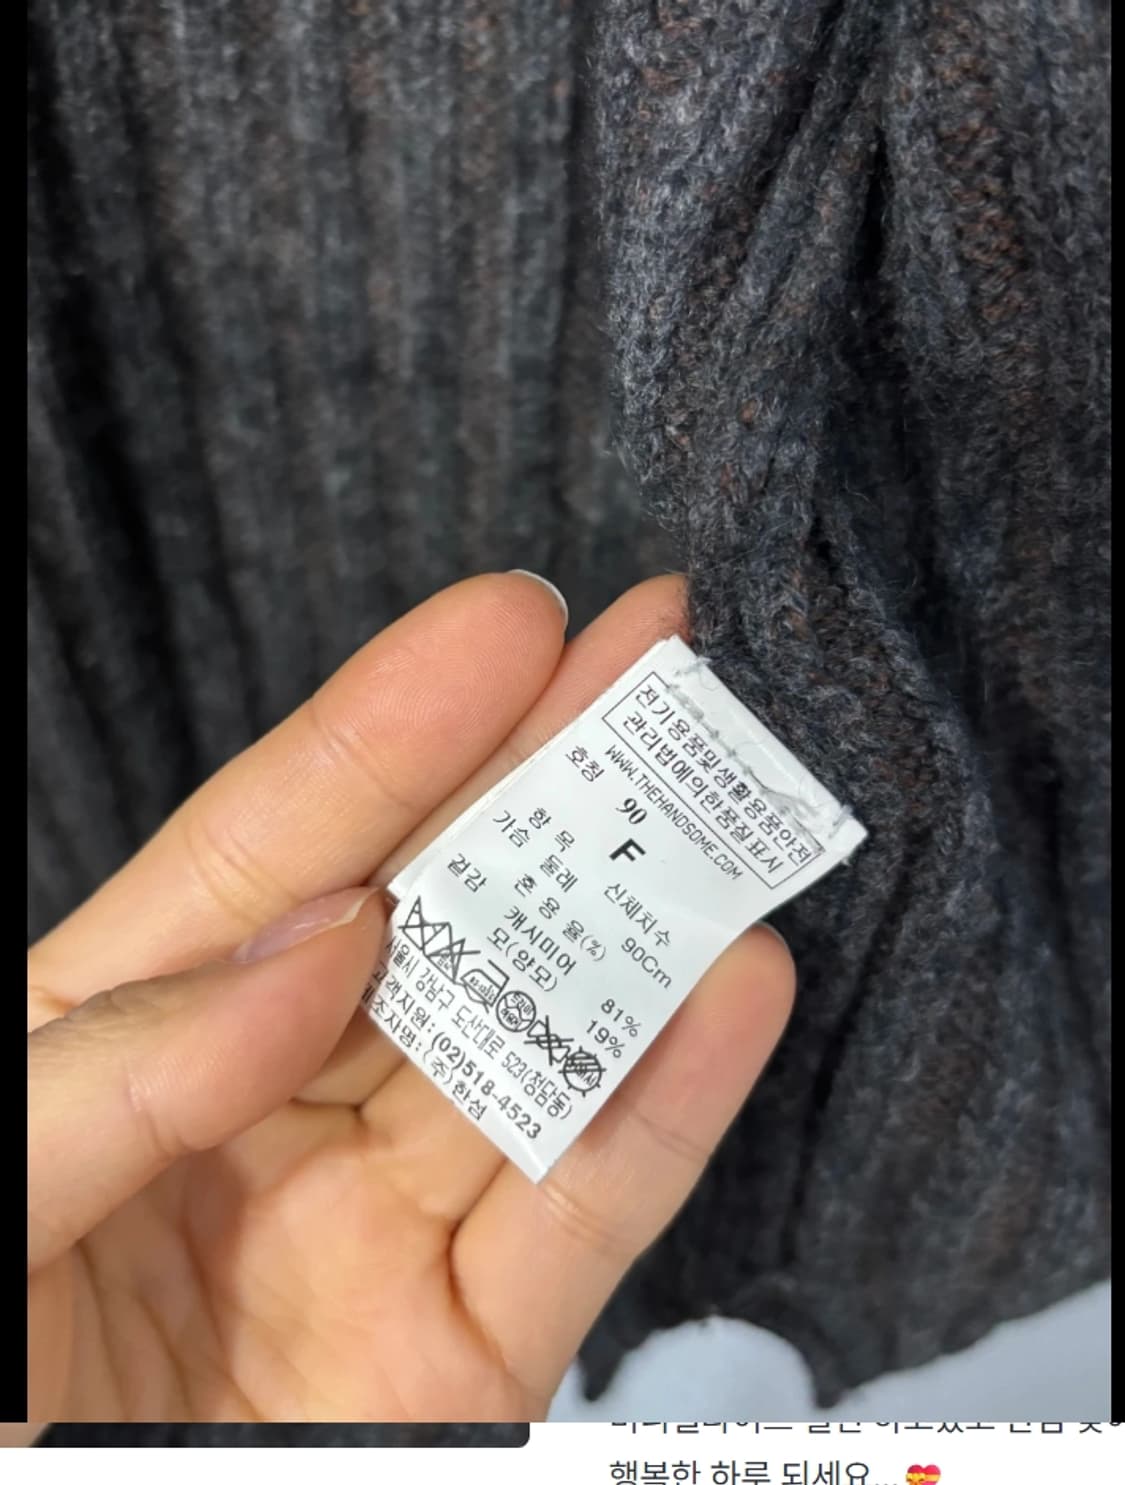 전기용품및생활용품안전
관리법에의한품질표시
WWW.THEHANDSOME.COM
호칭 90 F
항 목 신체치수
가슴 둘레 90Cm
혼 용 율(%)
겉감 캐시미어 81%
모(양모) 19%
서울시 강남구 도산대로 523(청담동)
고객지원: (02)518-4523
제조자명: (주)한섬
행복한 하루 되세요...💝